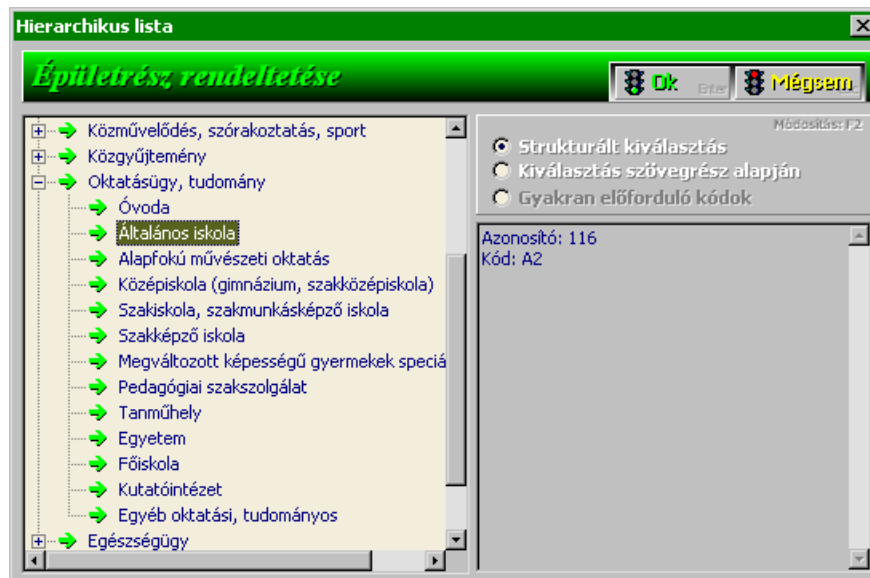 Hierarchikus lista
Épületrész rendeltetése
Ok
Enter
Mégsem
Közművelődés, szórakoztatás, sport
Közgyűjtemény
Oktatásügy, tudomány
Óvoda
Általános iskola
Alapfokú művészeti oktatás
Középiskola (gimnázium, szakközépiskola)
Szakiskola, szakmunkásképző iskola
Szakképző iskola
Megváltozott képességű gyermekek speciá
Pedagógiai szakszolgálat
Tanműhely
Egyetem
Főiskola
Kutatóintézet
Egyéb oktatási, tudományos
Egészségügy
Módosítás: F2
Strukturált kiválasztás
Kiválasztás szövegrész alapján
Gyakran előforduló kódok
Azonosító: 116
Kód: A2